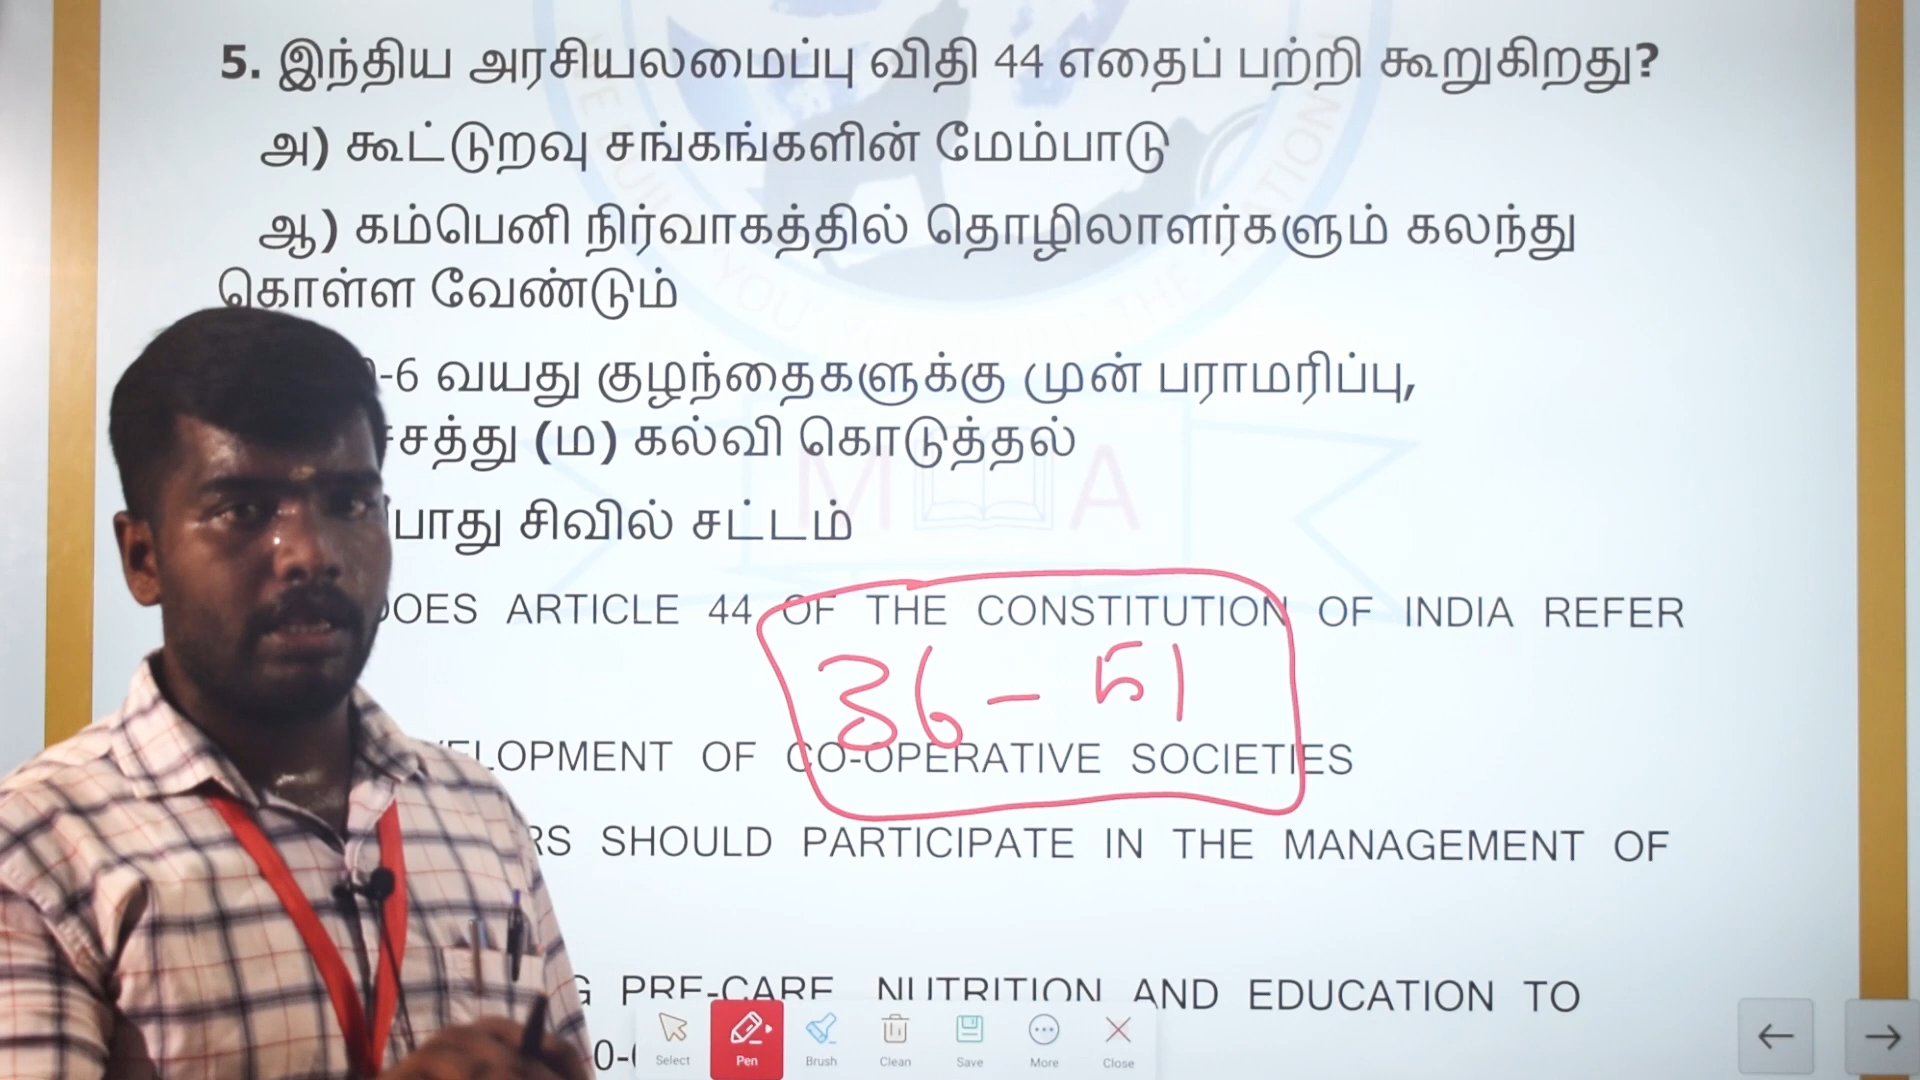 5. இந்திய அரசியலமைப்பு விதி 44 எதைப் பற்றி கூறுகிறது?
அ) கூட்டுறவு சங்கங்களின் மேம்பாடு
ஆ) கம்பெனி நிர்வாகத்தில் தொழிலாளர்களும் கலந்து
கொள்ள வேண்டும்
-6 வயது குழந்தைகளுக்கு முன் பராமரிப்பு,
சத்து (ம) கல்வி கொடுத்தல்
பாது சிவில் சட்டம்
DOES ARTICLE 44 OF THE CONSTITUTION OF INDIA REFER
36 - 51
ELOPMENT OF CO-OPERATIVE SOCIETIES
RS SHOULD PARTICIPATE IN THE MANAGEMENT OF
G PRE-CARE, NUTRITION AND EDUCATION TO
0-
M A
Select Pen Brush Clean Save More Close